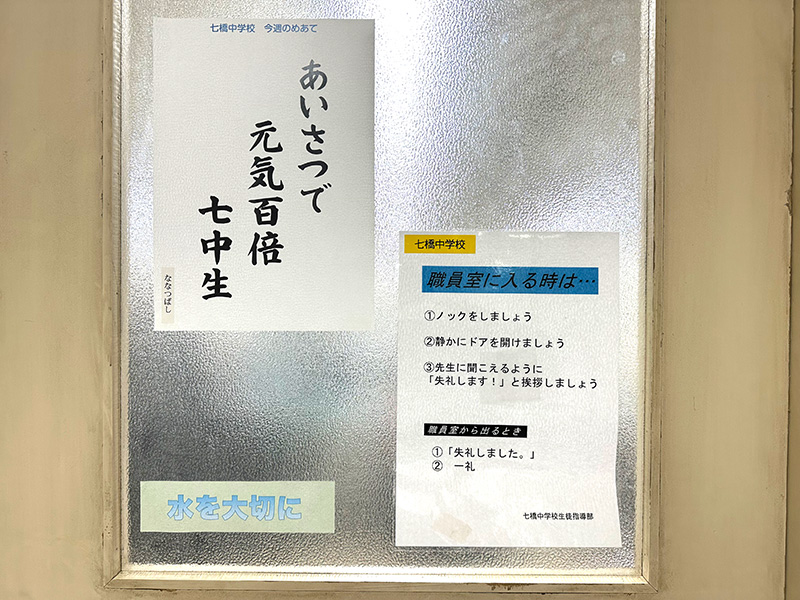 七橋中学校　今週のめあて
あいさつで
元気百倍
七中生
ななつばし
七橋中学校
職員室に入る時は…
①ノックをしましょう
②静かにドアを開けましょう
③先生に聞こえるように
「失礼します！」と挨拶しましょう
職員室から出るとき
①「失礼しました。」
②　一礼
七橋中学校生徒指導部
水を大切に